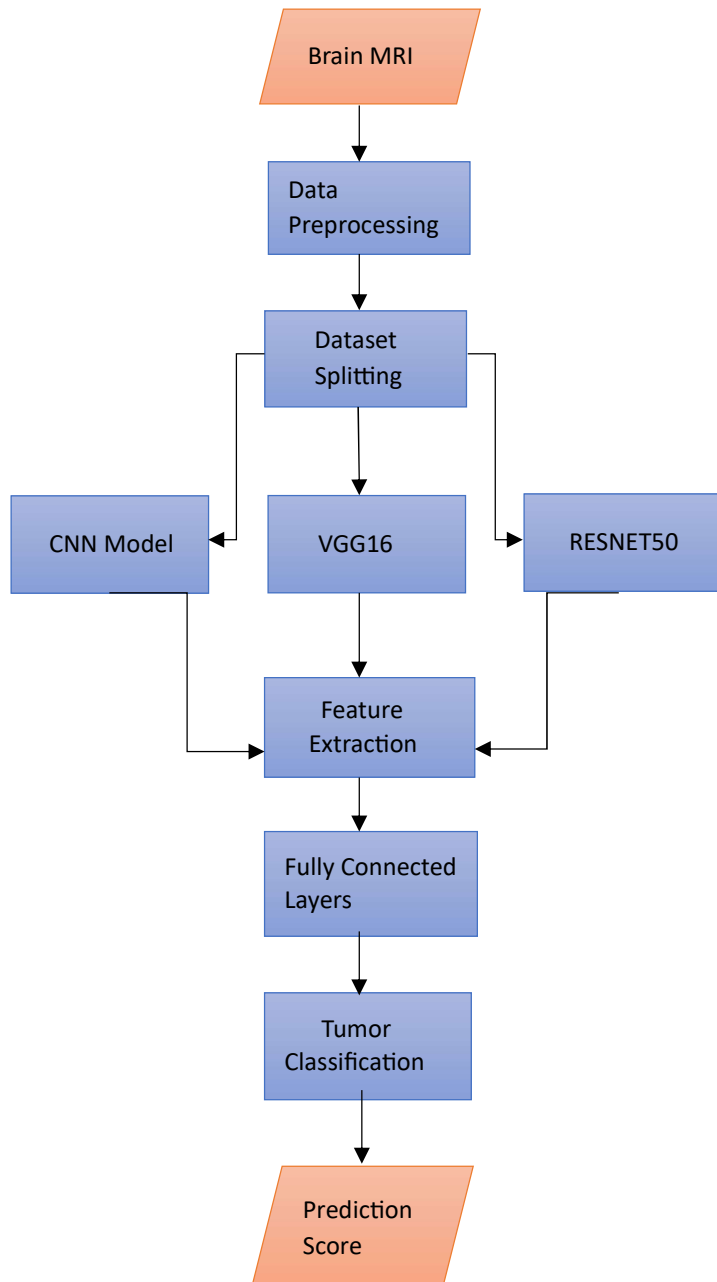 Brain MRI
Data
Preprocessing
Dataset
Splitting
CNN Model
VGG16
RESNET50
Feature
Extraction
Fully Connected
Layers
Tumor
Classification
Prediction
Score